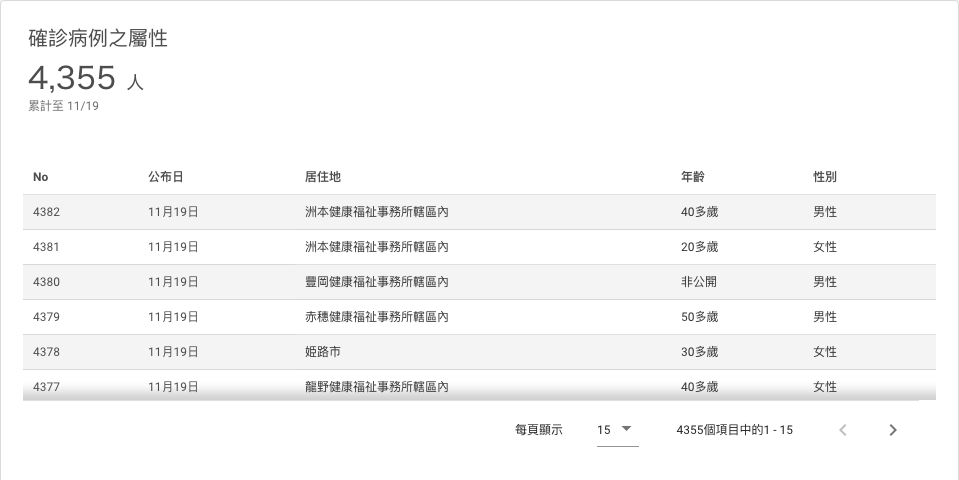 確診病例之屬性
4,355 人
累計至 11/19
No 公布日 居住地 年齡 性別
4382 11月19日 洲本健康福祉事務所轄區內 40多歲 男性
4381 11月19日 洲本健康福祉事務所轄區內 20多歲 女性
4380 11月19日 豐岡健康福祉事務所轄區內 非公開 男性
4379 11月19日 赤穗健康福祉事務所轄區內 50多歲 男性
4378 11月19日 姬路市 30多歲 女性
4377 11月19日 龍野健康福祉事務所轄區內 40多歲 女性
每頁顯示 15 4355個項目中的1 - 15